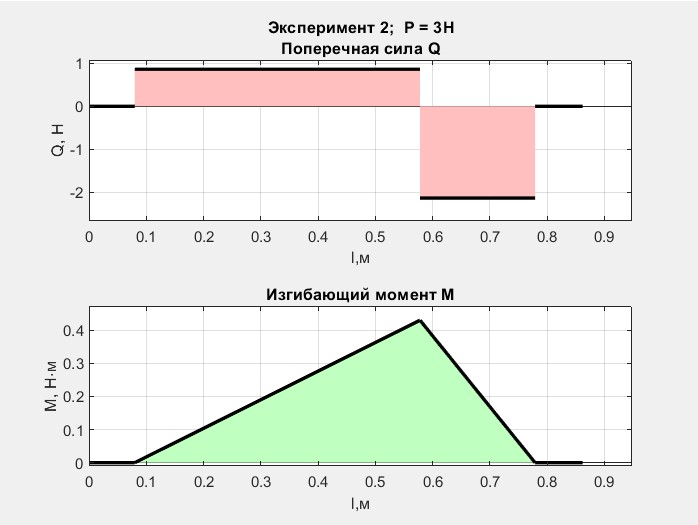 Эксперимент 2;  P = 3Н
Поперечная сила Q
1
0
-1
-2
Q, Н
0 0.1 0.2 0.3 0.4 0.5 0.6 0.7 0.8 0.9
l,м
Изгибающий момент М
0.4
0.3
0.2
0.1
0
М, Н·м
0 0.1 0.2 0.3 0.4 0.5 0.6 0.7 0.8 0.9
l,м